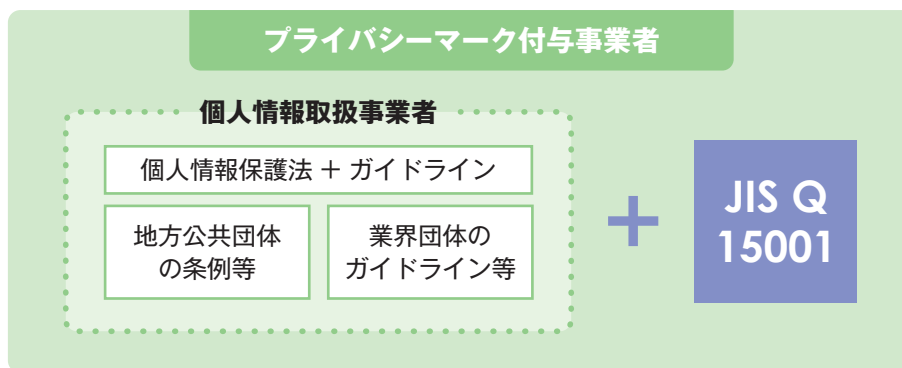 プライバシーマーク付与事業者
個人情報取扱事業者
個人情報保護法 + ガイドライン
地方公共団体
の条例等
業界団体の
ガイドライン等
+
JIS Q
15001